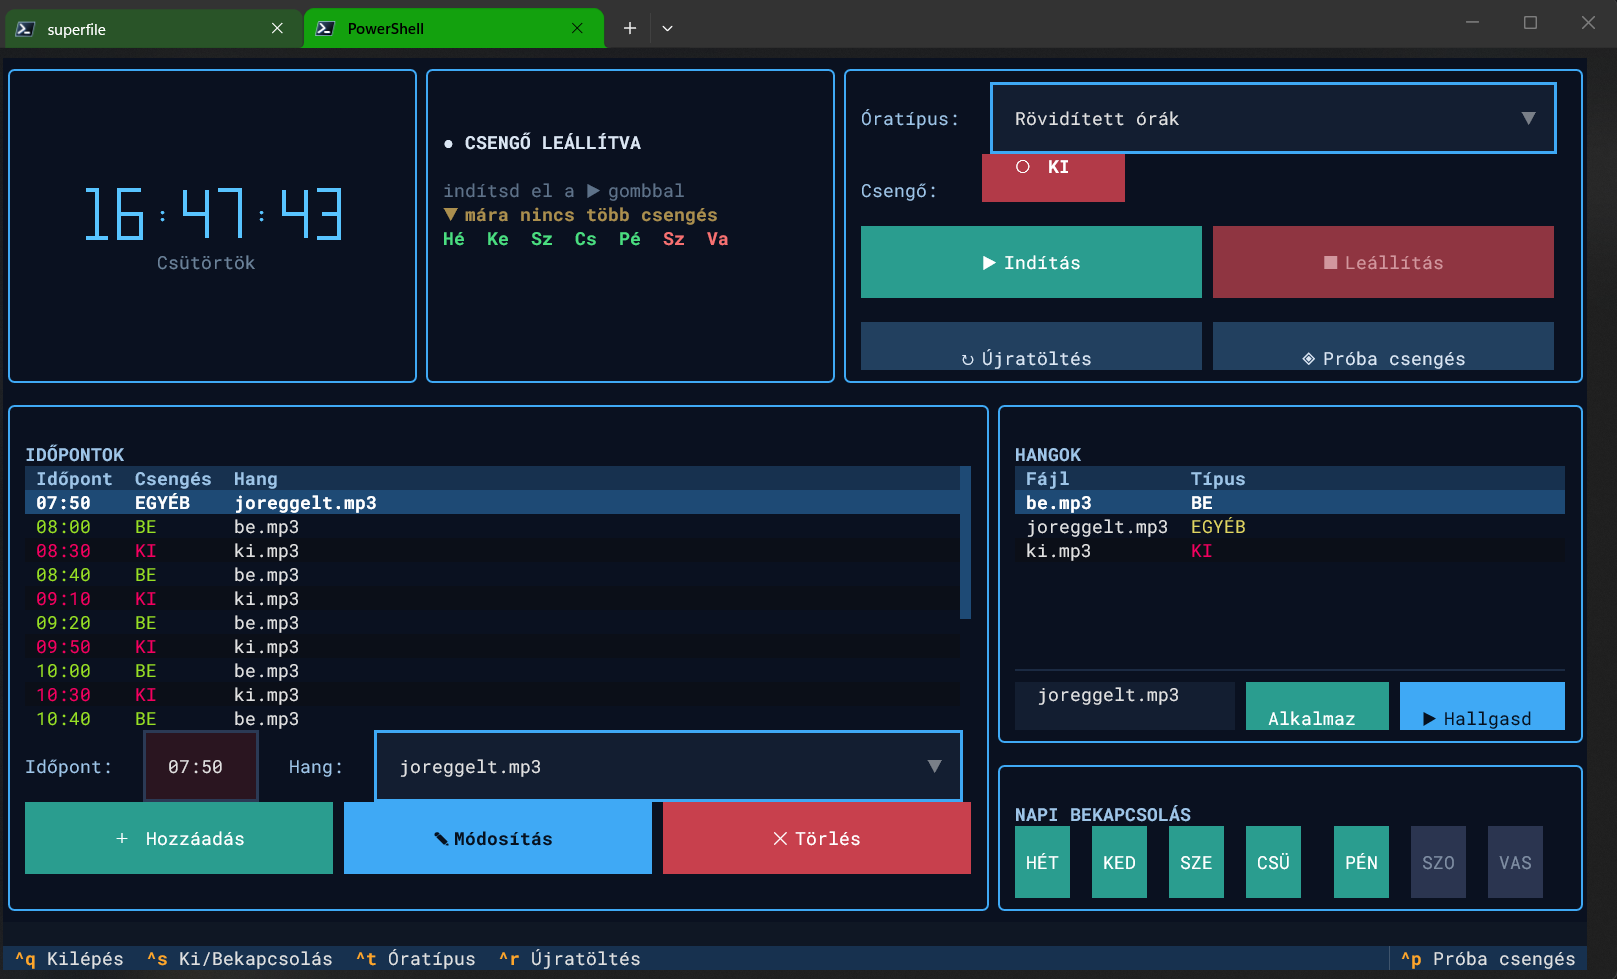 superfile
PowerShell
16:47:43
Csütörtök
● CSENGŐ LEÁLLÍTVA
indítsd el a ▶ gombbal
▼ mára nincs több csengés
Hé Ke Sz Cs Pé Sz Va
Óratípus: Rövidített órák ▼
Csengő: ○ KI
▶ Indítás ■ Leállítás
↻ Újratöltés ◈ Próba csengés
IDŐPONTOK
Időpont Csengés Hang
07:50 EGYÉB joreggelt.mp3
08:00 BE be.mp3
08:30 KI ki.mp3
08:40 BE be.mp3
09:10 KI ki.mp3
09:20 BE be.mp3
09:50 KI ki.mp3
10:00 BE be.mp3
10:30 KI ki.mp3
10:40 BE be.mp3
Időpont: 07:50 Hang: joreggelt.mp3 ▼
+ Hozzáadás ✎ Módosítás ✕ Törlés
HANGOK
Fájl Típus
be.mp3 BE
joreggelt.mp3 EGYÉB
ki.mp3 KI
joreggelt.mp3 Alkalmaz ▶ Hallgasd
NAPI BEKAPCSOLÁS
HÉT KED SZE CSÜ PÉN SZO VAS
^q Kilépés ^s Ki/Bekapcsolás ^t Óratípus ^r Újratöltés ^p Próba csengés